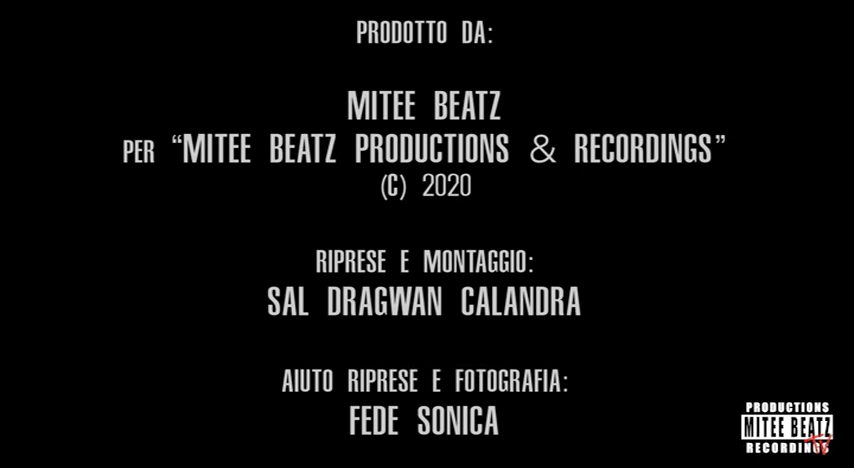 PRODOTTO DA:
MITEE BEATZ
PER “MITEE BEATZ PRODUCTIONS & RECORDINGS”
(C) 2020
RIPRESE E MONTAGGIO:
SAL DRAGWAN CALANDRA
AIUTO RIPRESE E FOTOGRAFIA:
FEDE SONICA
PRODUCTIONS
MITEE BEATZ
RECORDINGS
TV